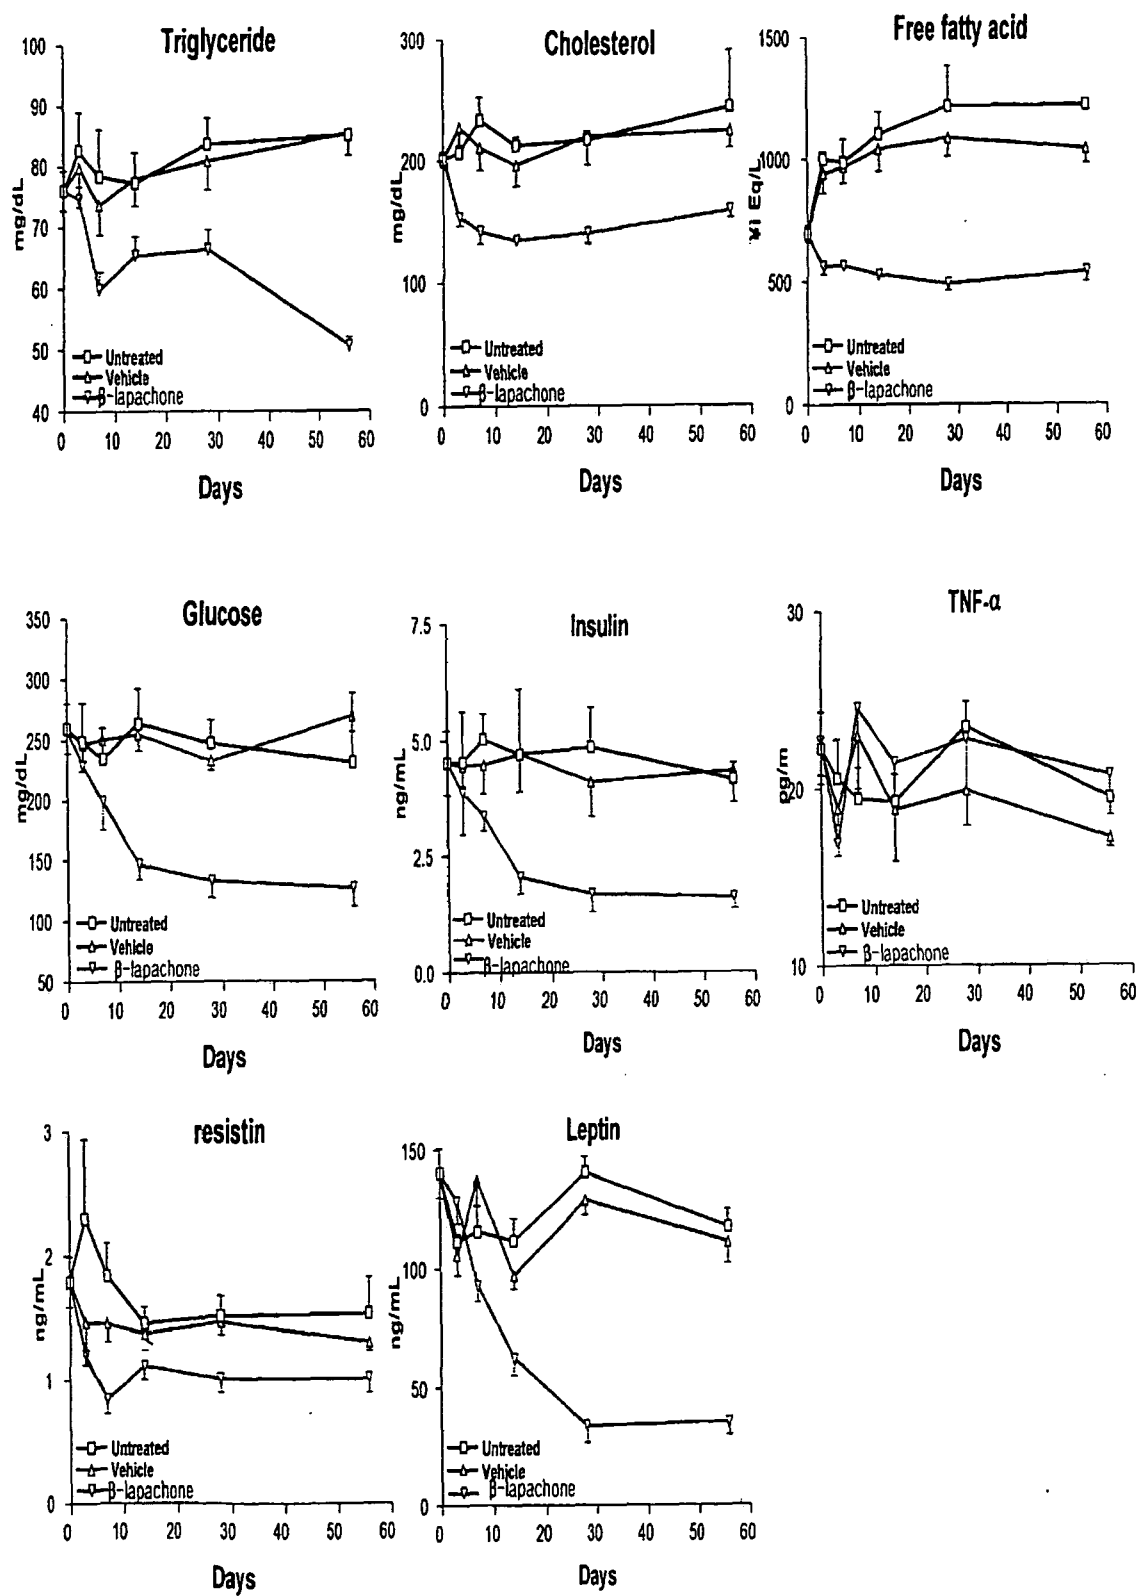 Triglyceride
100
90
80
70
60
50
40
mg/dL
Untreated
Vehicle
β-lapachone
0 10 20 30 40 50 60
Days
Cholesterol
300
200
100
0
mg/dL
Untreated
Vehicle
β-lapachone
0 10 20 30 40 50 60
Days
Free fatty acid
1500
1000
500
0
Eq/L
Untreated
Vehicle
β-lapachone
0 10 20 30 40 50 60
Days
Glucose
350
300
250
200
150
100
50
mg/dL
Untreated
Vehicle
β-lapachone
0 10 20 30 40 50 60
Days
Insulin
7.5
5.0
2.5
0.0
ng/mL
Untreated
Vehicle
β-lapachone
0 10 20 30 40 50 60
Days
TNF-α
30
20
10
pg/m
Untreated
Vehicle
β-lapachone
0 10 20 30 40 50 60
Days
resistin
3
2
1
0
ng/mL
Untreated
Vehicle
β-lapachone
0 10 20 30 40 50 60
Days
Leptin
150
100
50
0
ng/mL
Untreated
Vehicle
β-lapachone
0 10 20 30 40 50 60
Days